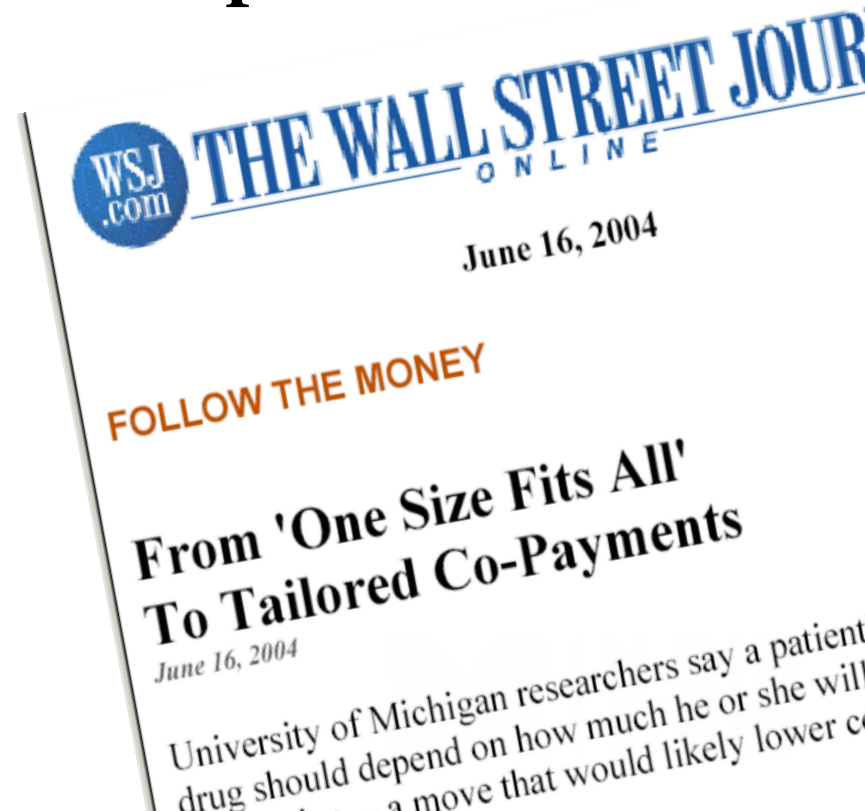 WSJ
.com
THE WALL STREET JOUR
ONLINE
June 16, 2004
FOLLOW THE MONEY
From 'One Size Fits All'
To Tailored Co-Payments
June 16, 2004
University of Michigan researchers say a patient
drug should depend on how much he or she will
a move that would likely lower